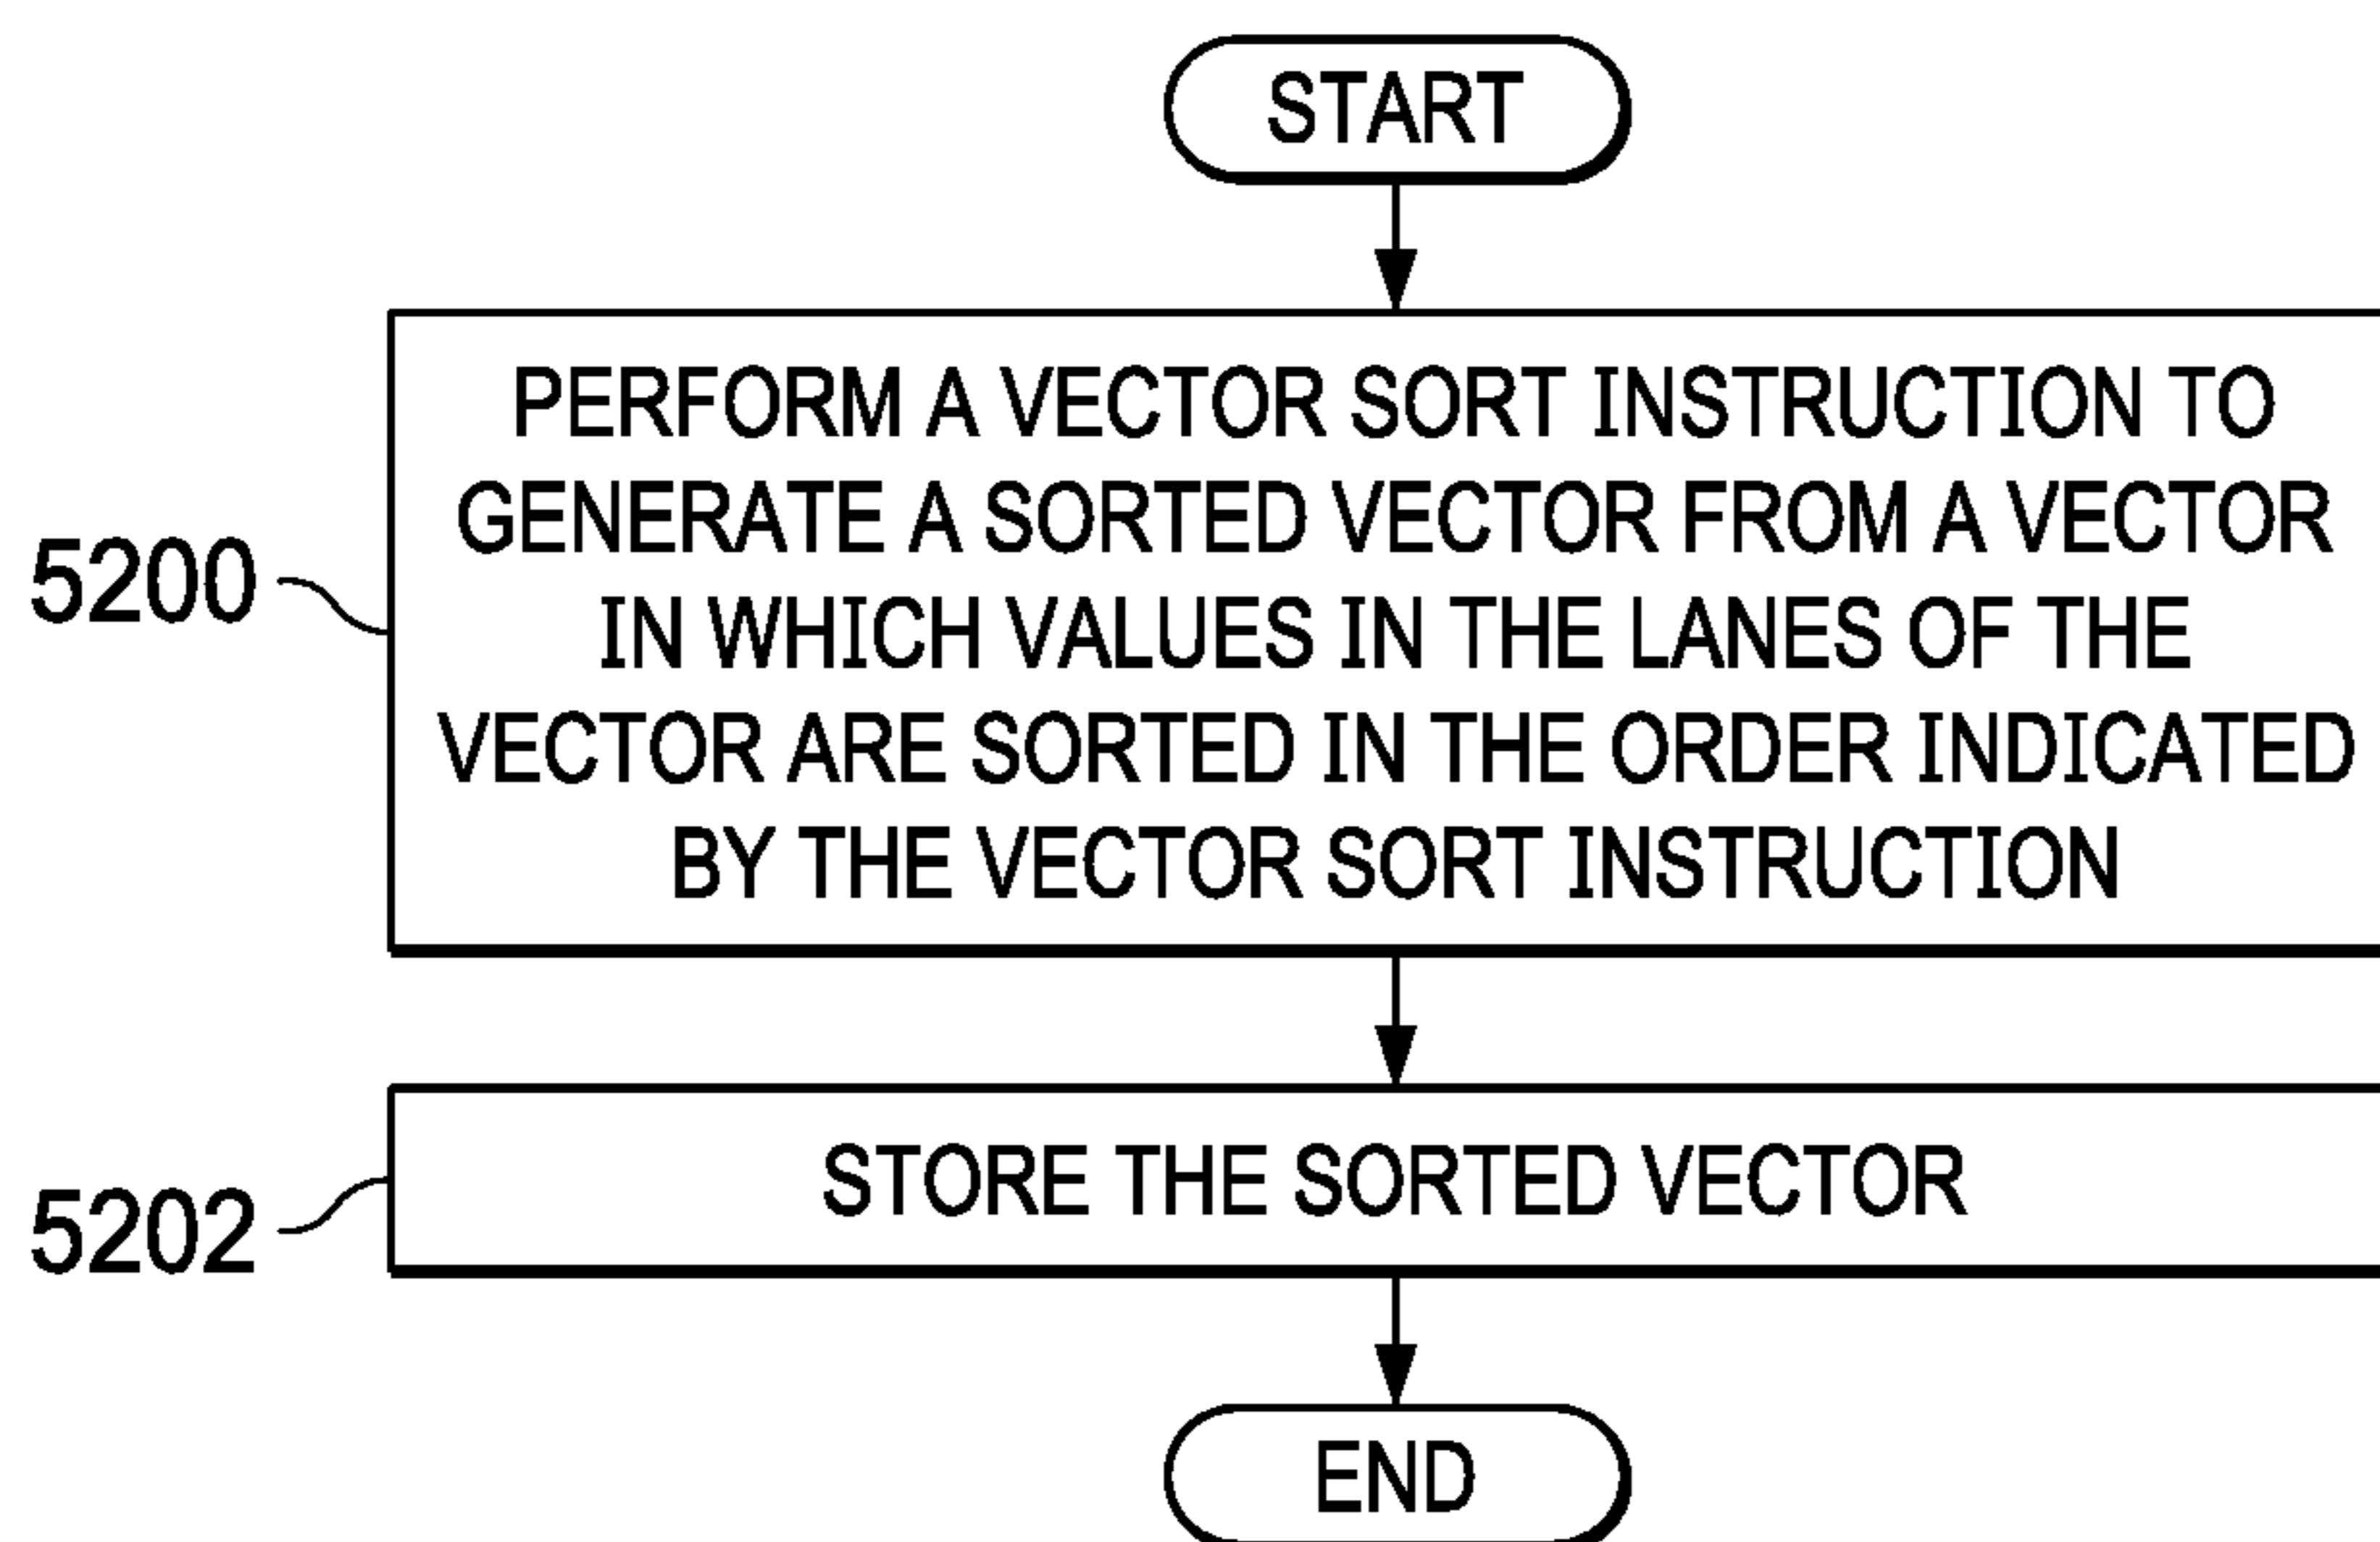 START
PERFORM A VECTOR SORT INSTRUCTION TO
GENERATE A SORTED VECTOR FROM A VECTOR
IN WHICH VALUES IN THE LANES OF THE
VECTOR ARE SORTED IN THE ORDER INDICATED
BY THE VECTOR SORT INSTRUCTION
5200
STORE THE SORTED VECTOR
5202
END